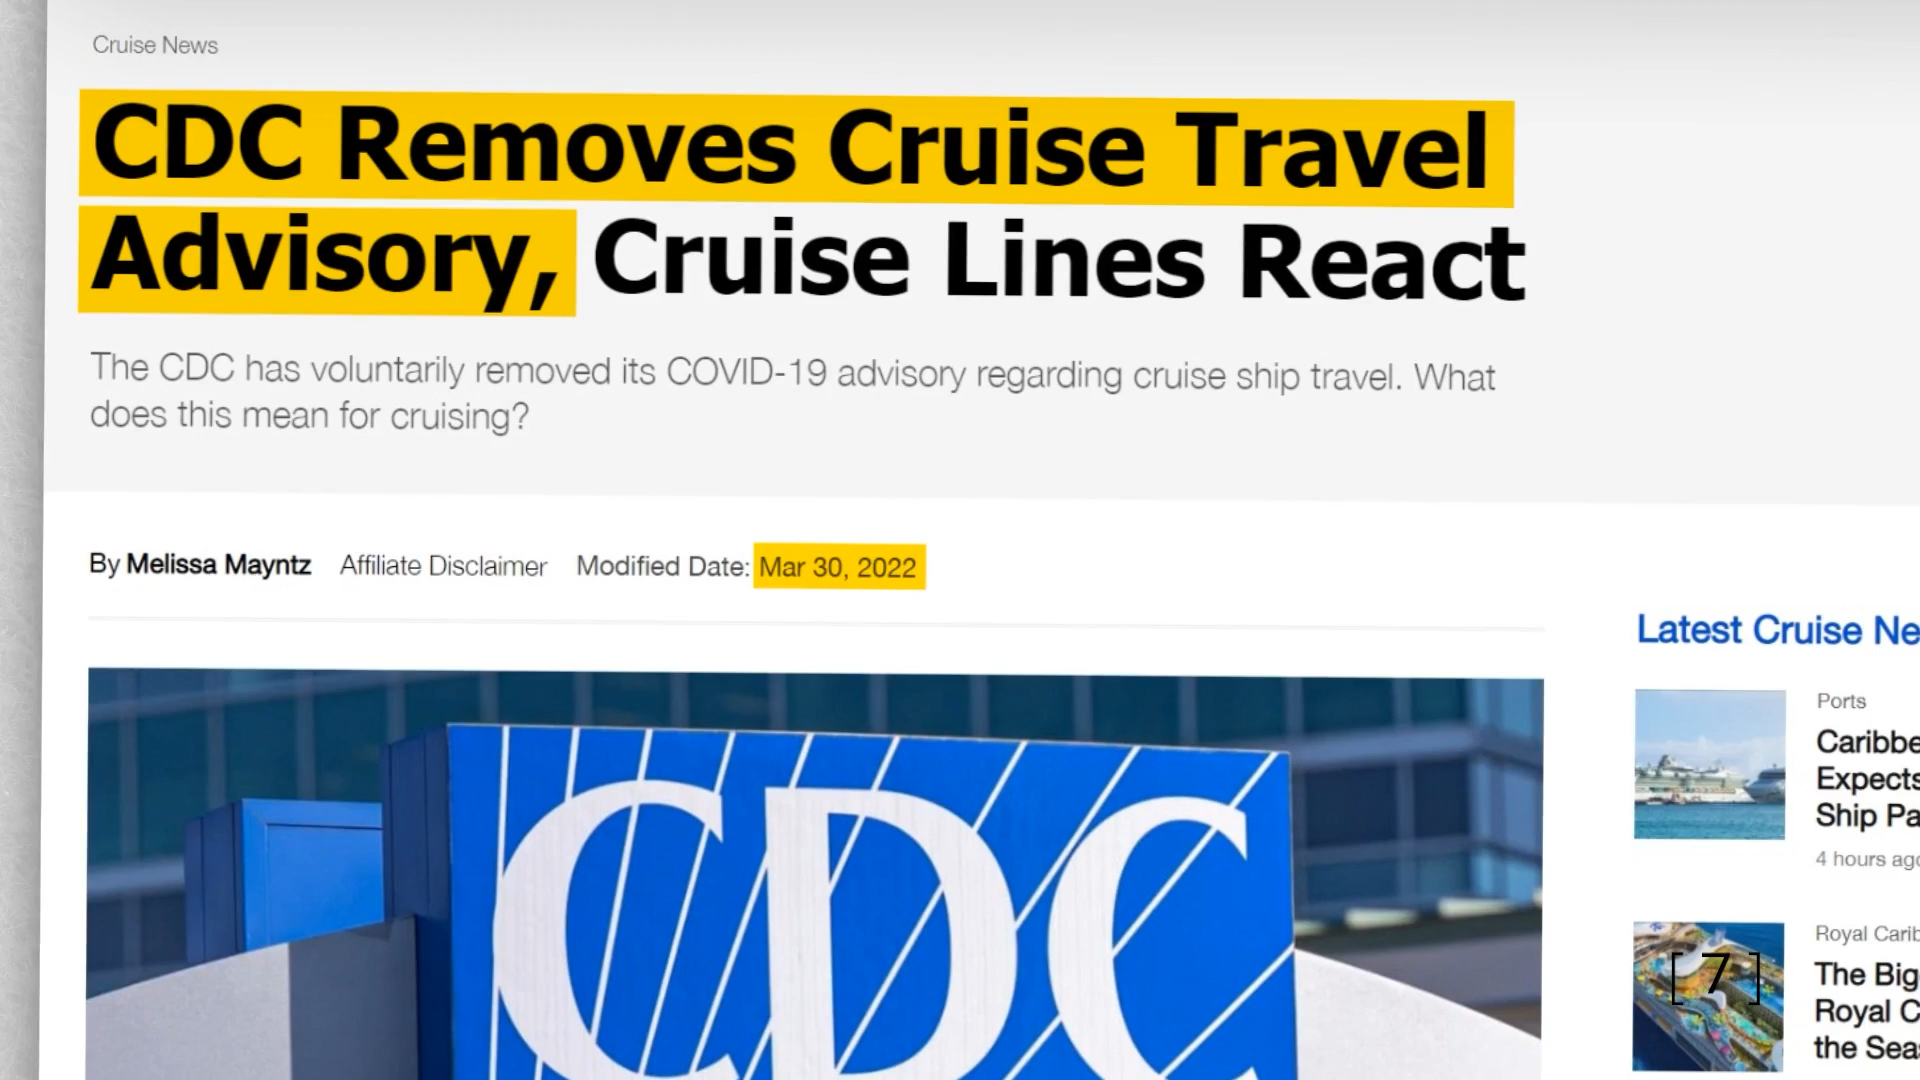 Cruise News
CDC Removes Cruise Travel
Advisory, Cruise Lines React
The CDC has voluntarily removed its COVID-19 advisory regarding cruise ship travel. What
does this mean for cruising?
By Melissa Mayntz Affiliate Disclaimer Modified Date: Mar 30, 2022
CDC
Latest Cruise Ne
Ports
Caribbe
Expects
Ship Pa
4 hours ago
Royal Carib
The Big
Royal C
the Sea
[ 7 ]